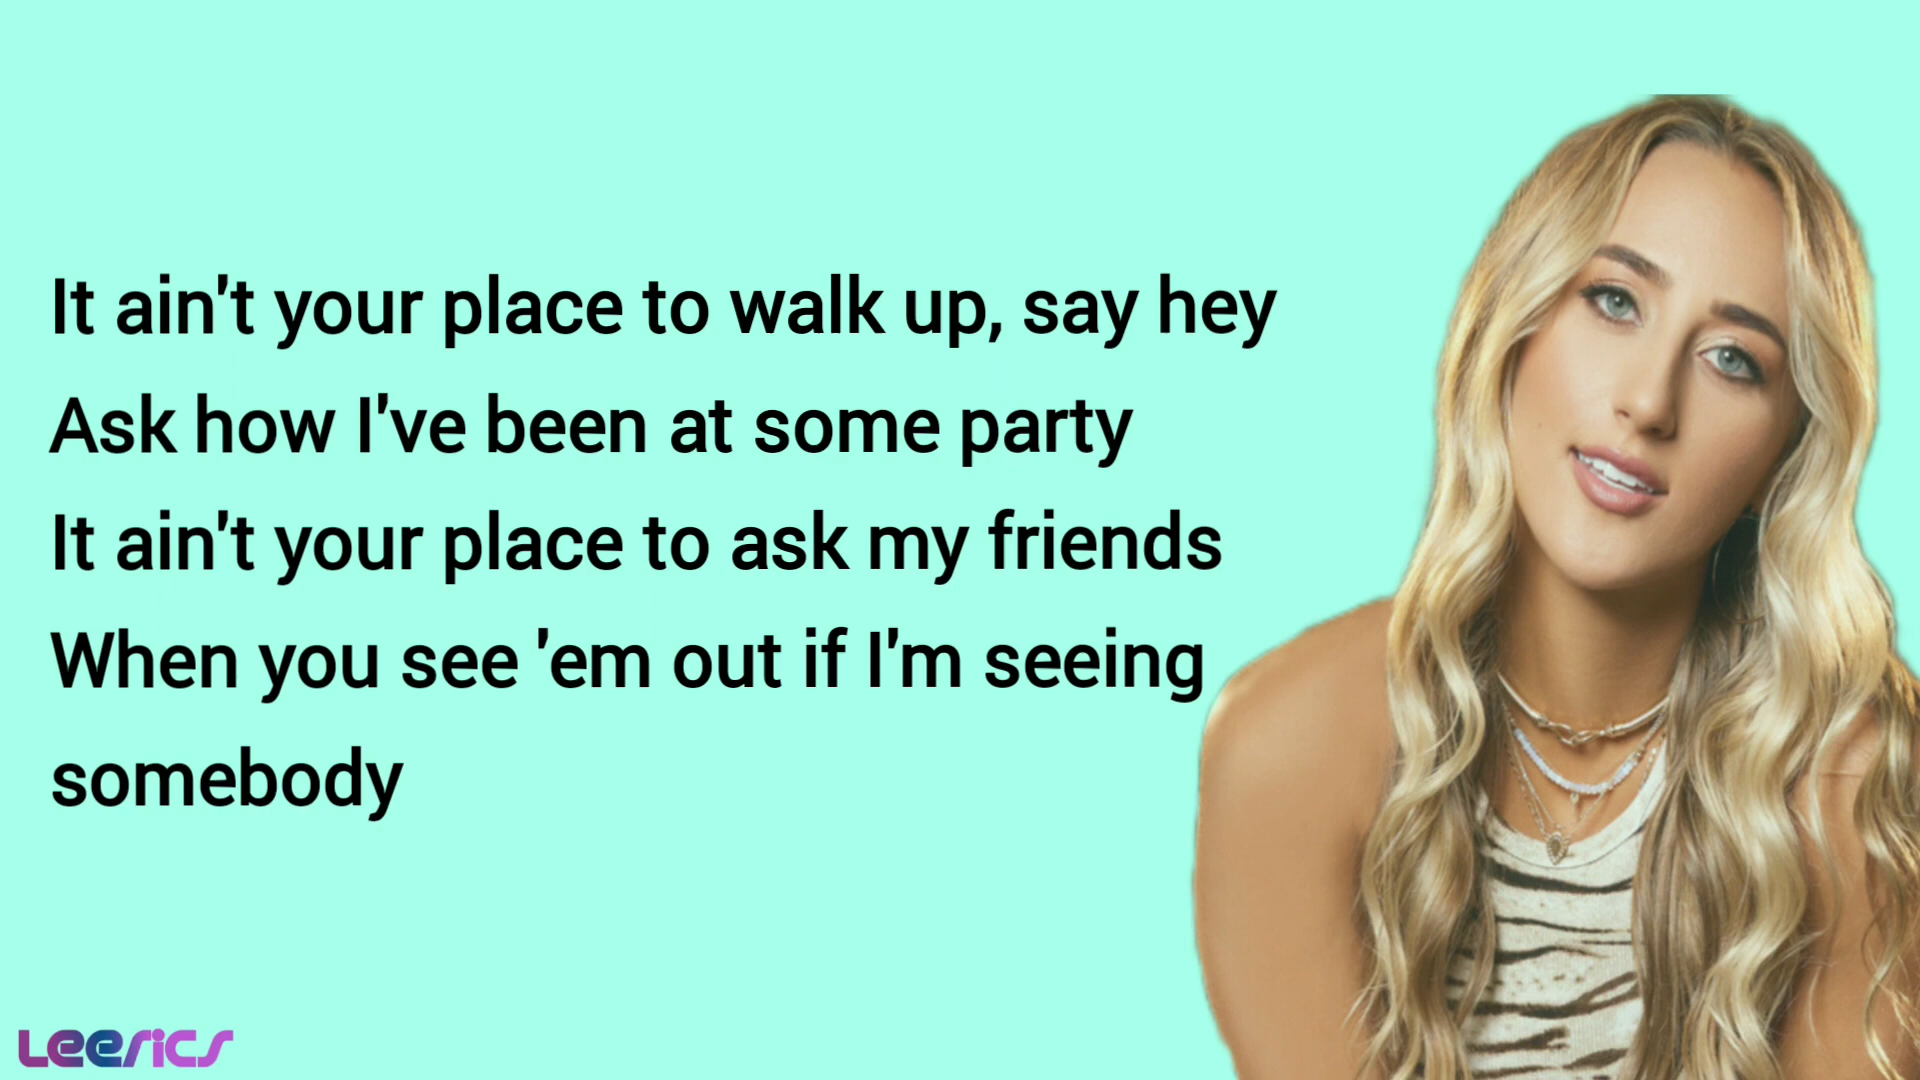 It ain't your place to walk up, say hey
Ask how I've been at some party
It ain't your place to ask my friends
When you see 'em out if I'm seeing
somebody
Leerics